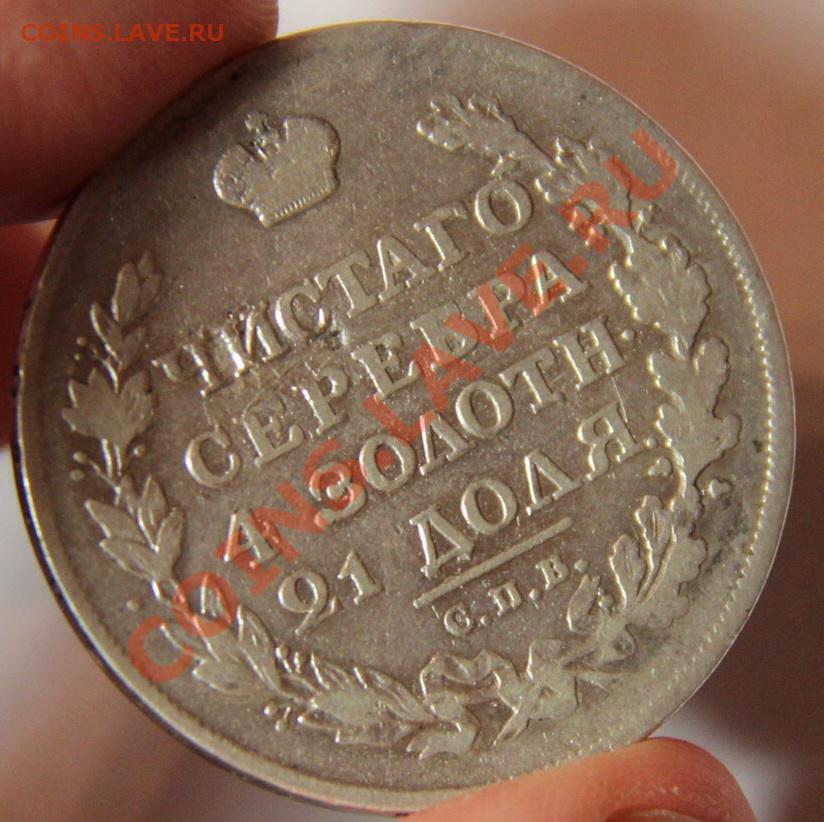 COINS.LAVE.RU
ЧИСТАГО
СЕРЕБРА
4 ЗОЛОТН.
21 ДОЛЯ.
С.П.Б.
COINS.LAVE.RU